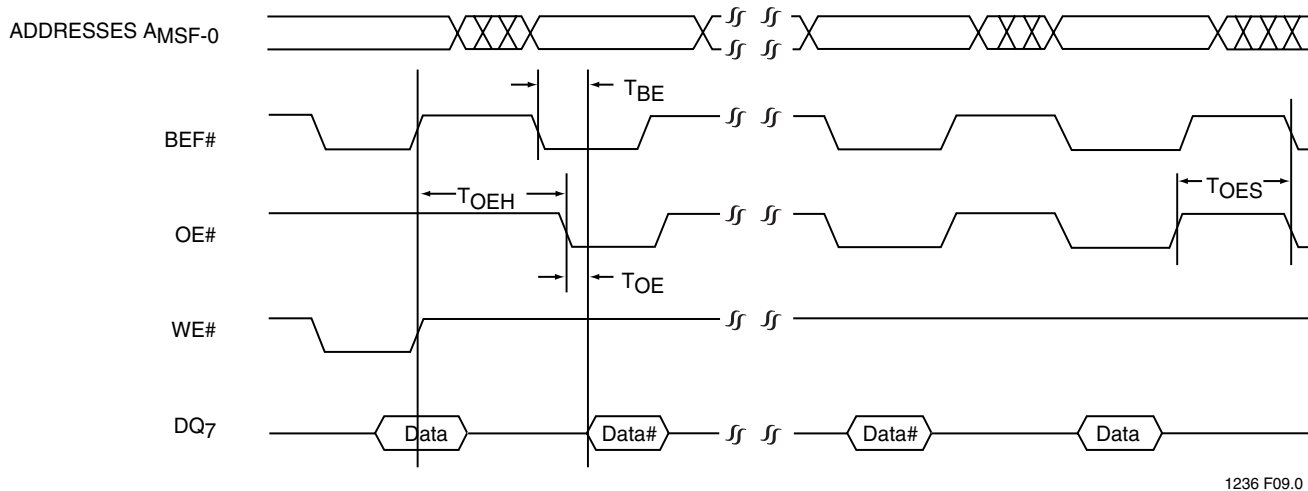 ADDRESSES AMSF-0
TBE
BEF#
TOEH
TOES
OE#
TOE
WE#
DQ7
Data
Data#
Data#
Data
1236 F09.0